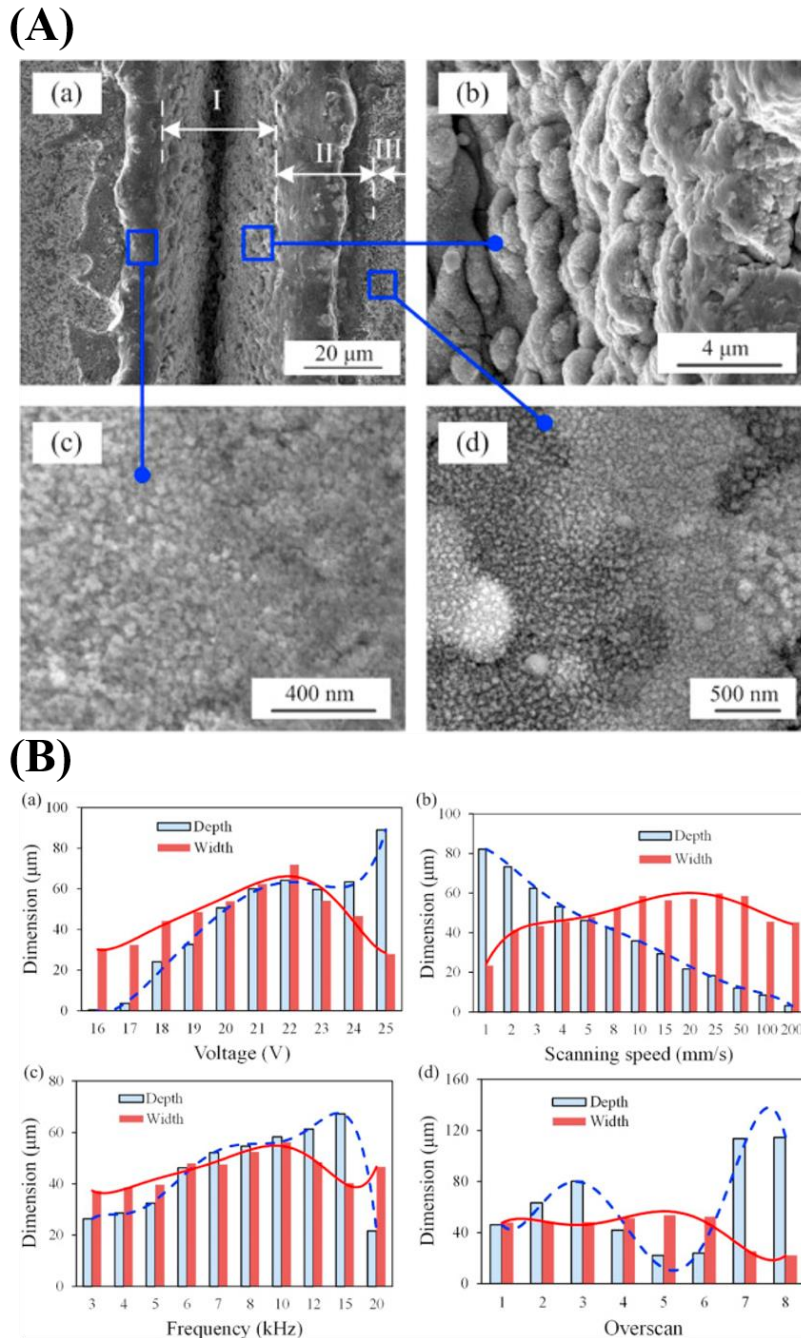 (A)
(a)
I
II
III
20 μm
(b)
4 μm
(c)
400 nm
(d)
500 nm
(B)
(a)
100
80
60
40
20
0
Dimension (μm)
Depth
Width
16 17 18 19 20 21 22 23 24 25
Voltage (V)
(b)
100
80
60
40
20
0
Dimension (μm)
Depth
Width
1 2 3 4 5 8 10 15 20 25 50 100 200
Scanning speed (mm/s)
(c)
80
60
40
20
0
Dimension (μm)
Depth
Width
3 4 5 6 7 8 10 12 15 20
Frequency (kHz)
(d)
160
120
80
40
0
Dimension (μm)
Depth
Width
1 2 3 4 5 6 7 8
Overscan